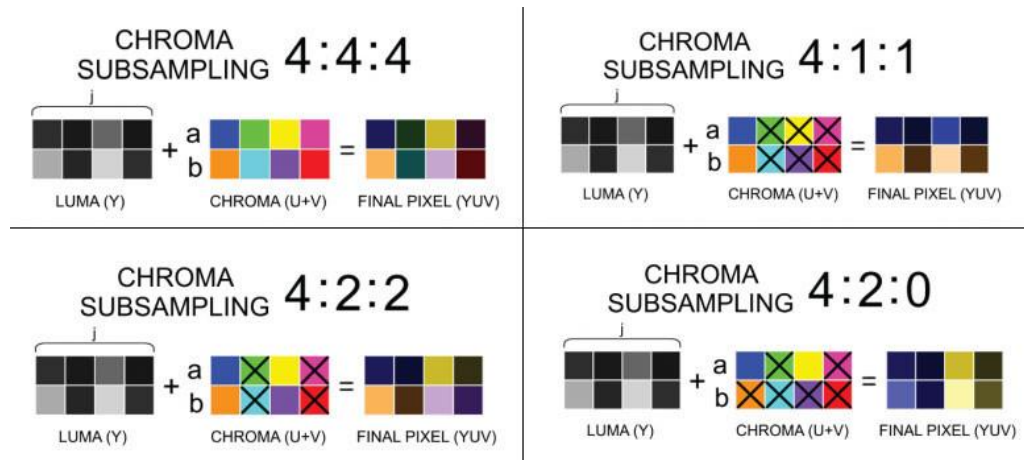 CHROMA
SUBSAMPLING 4:4:4
j
a
+
b
=
LUMA (Y) CHROMA (U+V) FINAL PIXEL (YUV)
CHROMA
SUBSAMPLING 4:1:1
j
a
+
b
=
LUMA (Y) CHROMA (U+V) FINAL PIXEL (YUV)
CHROMA
SUBSAMPLING 4:2:2
j
a
+
b
=
LUMA (Y) CHROMA (U+V) FINAL PIXEL (YUV)
CHROMA
SUBSAMPLING 4:2:0
j
a
+
b
=
LUMA (Y) CHROMA (U+V) FINAL PIXEL (YUV)